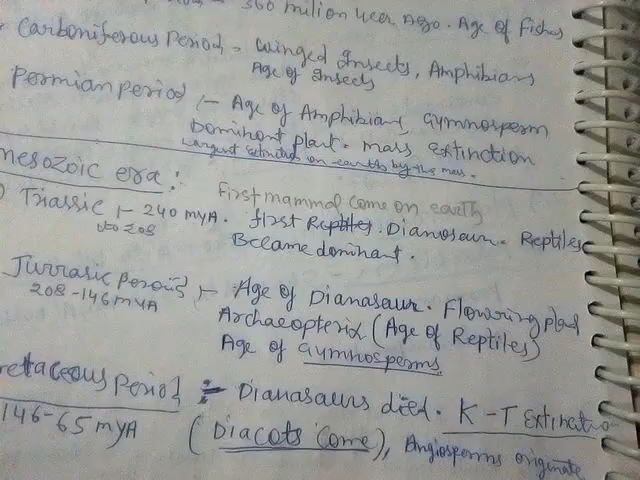 360 million year Ago. Age of Fishes
Carboniferous Period - Winged Insects, Amphibians
Age of Insects
Permian period :- Age of Amphibians, Gymnosperm
Dominant plant. mass Extinction
Largest Extinction on earth by the mass.
mesozoic era:
First mammal come on earth
Triassic :- 240 mya. first Reptiles. Dianosaur. Reptiles
to 208
Became dominant.
Jurrasic period :- Age of Dianasaur. Flowering plant
208-146 mYA
Archaeopterix (Age of Reptiles)
Age of Gymnosperms
retaceous Period :- Dianasaurs died. K-T Extinction
146-65 mYA
(Diacots Come), Angiosperms originate